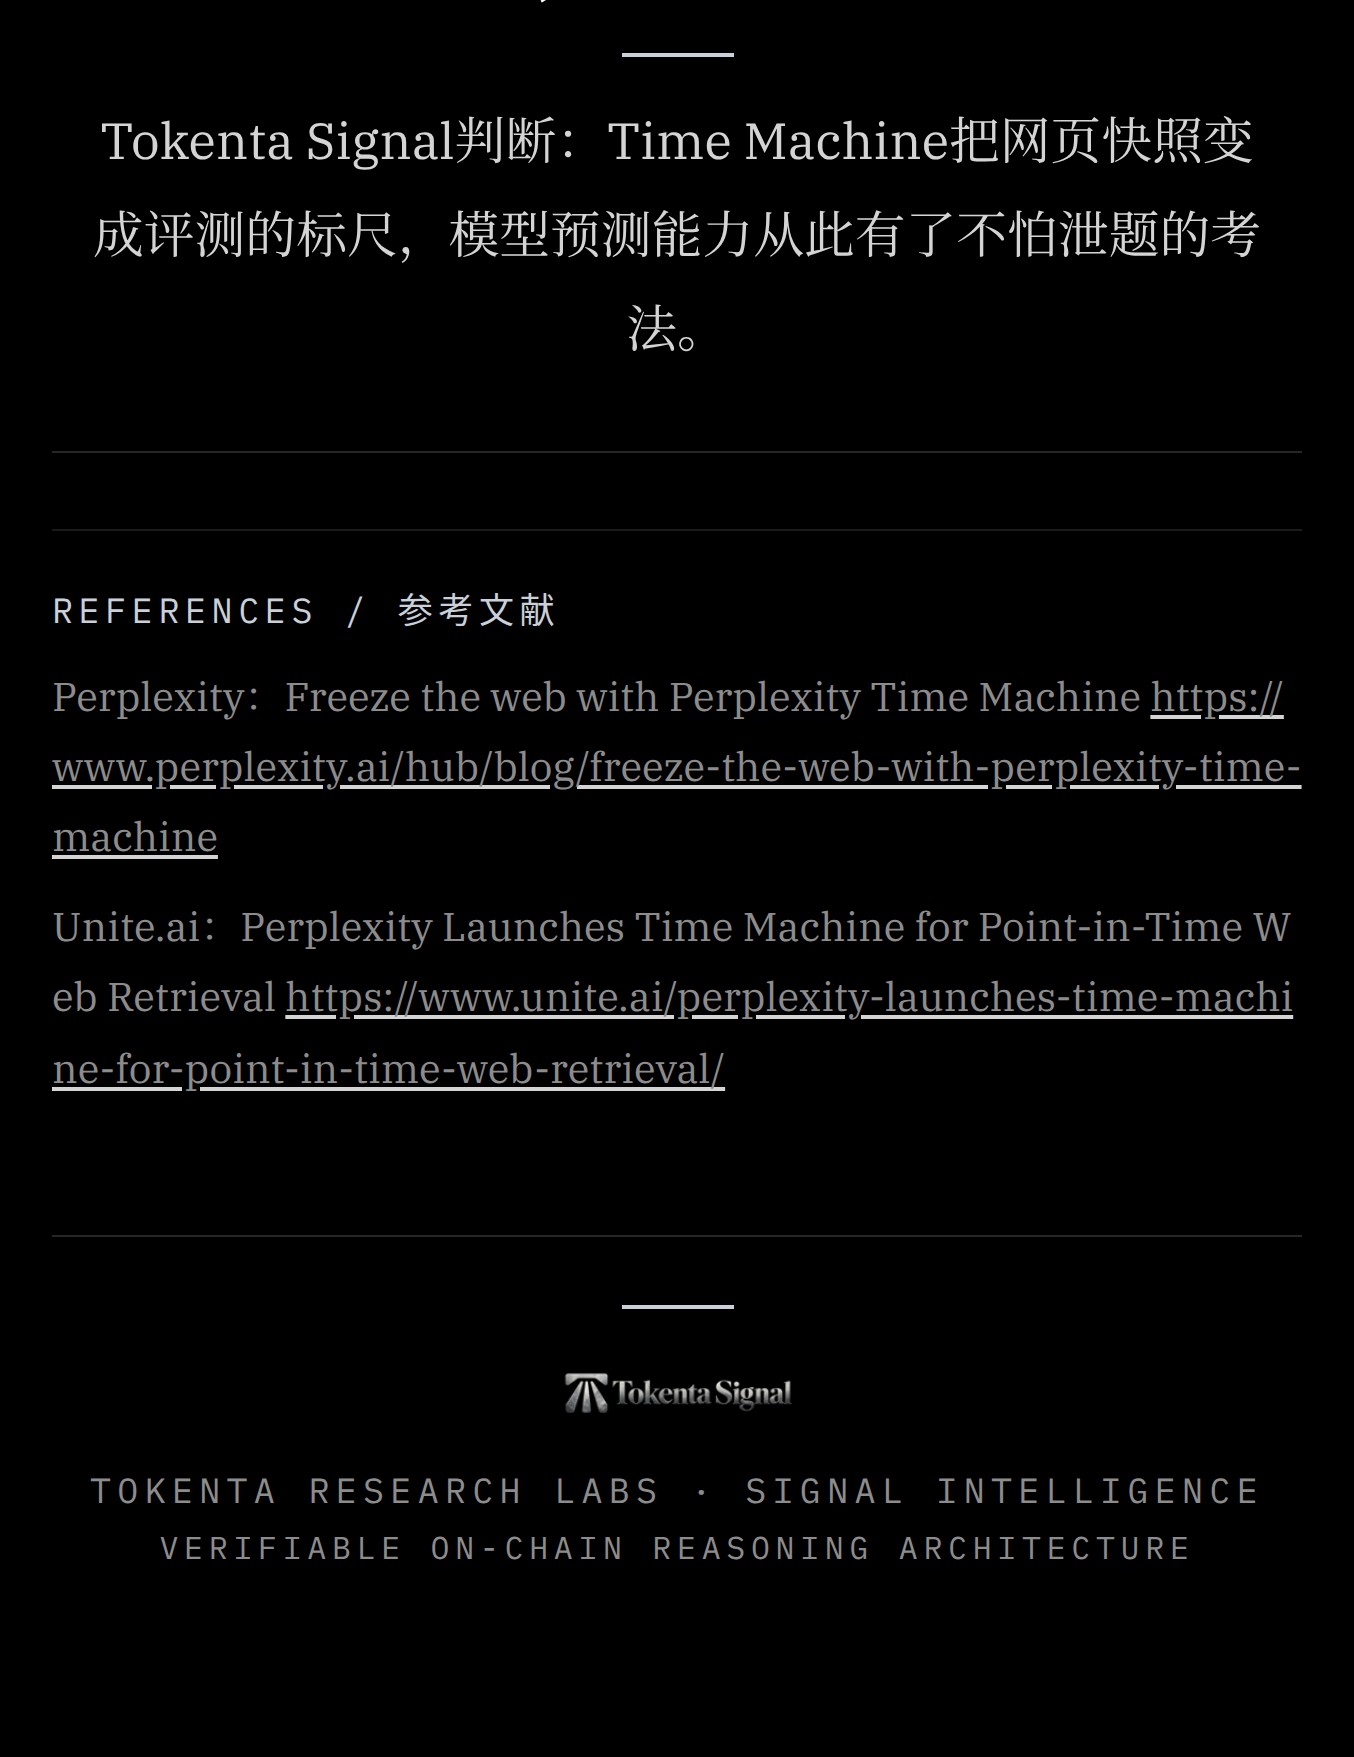 Tokenta Signal判断：Time Machine把网页快照变
成评测的标尺，模型预测能力从此有了不怕泄题的考
法。
REFERENCES / 参考文献
Perplexity：Freeze the web with Perplexity Time Machine https://
www.perplexity.ai/hub/blog/freeze-the-web-with-perplexity-time-
machine
Unite.ai：Perplexity Launches Time Machine for Point-in-Time W
eb Retrieval https://www.unite.ai/perplexity-launches-time-machi
ne-for-point-in-time-web-retrieval/
Tokenta Signal
TOKENTA RESEARCH LABS · SIGNAL INTELLIGENCE
VERIFIABLE ON-CHAIN REASONING ARCHITECTURE